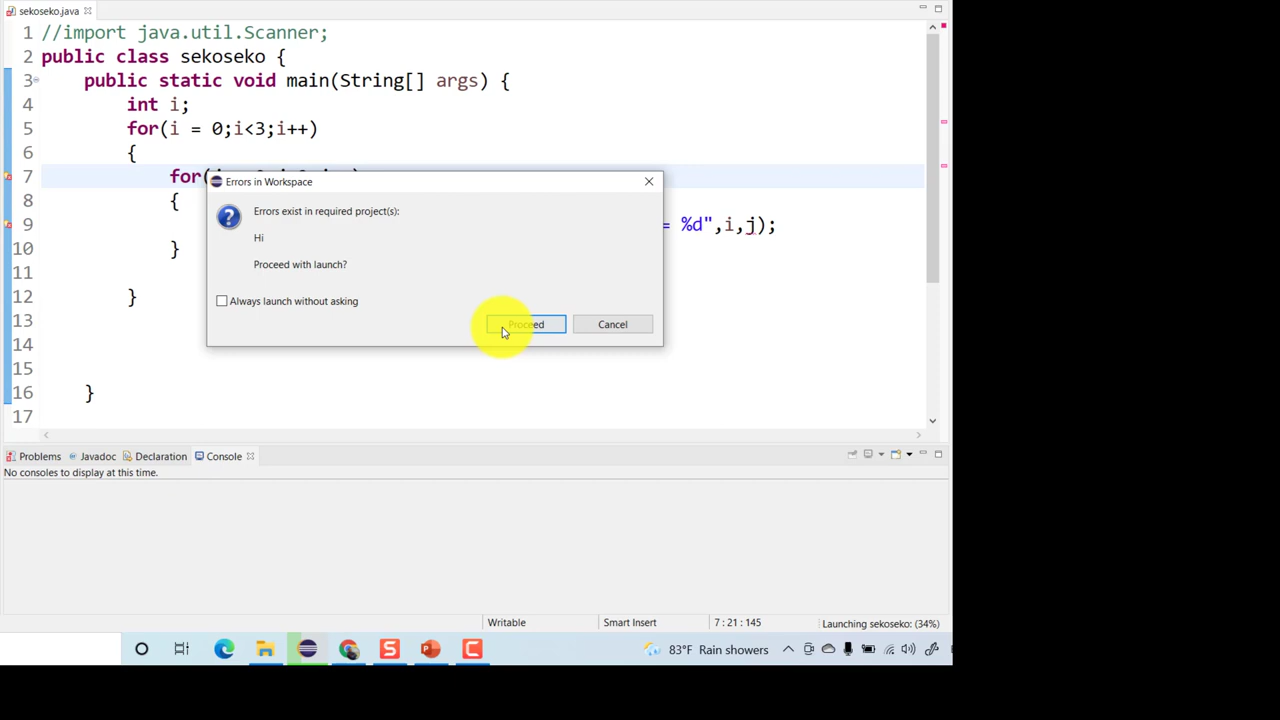 sekoseko.java
1 //import java.util.Scanner;
2 public class sekoseko {
3 public static void main(String[] args) {
4 int i;
5 for(i = 0;i<3;i++)
6 {
7 for(
8 {
9 = %d",i,j);
10 }
11
12 }
13
14
15
16 }
17
Errors in Workspace
Errors exist in required project(s):
Hi
Proceed with launch?
Always launch without asking
Proceed Cancel
Problems Javadoc Declaration Console
No consoles to display at this time.
Writable Smart Insert 7 : 21 : 145 Launching sekoseko: (34%)
83°F Rain showers